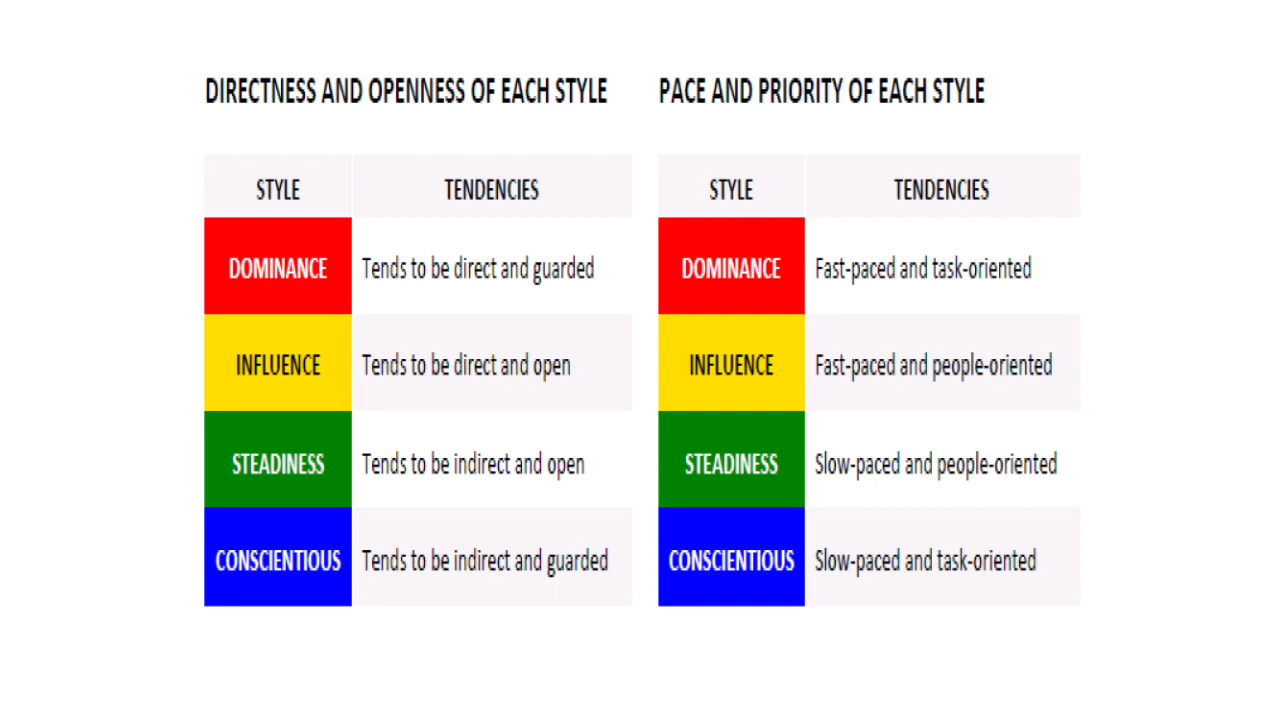 DIRECTNESS AND OPENNESS OF EACH STYLE
STYLE TENDENCIES
DOMINANCE Tends to be direct and guarded
INFLUENCE Tends to be direct and open
STEADINESS Tends to be indirect and open
CONSCIENTIOUS Tends to be indirect and guarded
PACE AND PRIORITY OF EACH STYLE
STYLE TENDENCIES
DOMINANCE Fast-paced and task-oriented
INFLUENCE Fast-paced and people-oriented
STEADINESS Slow-paced and people-oriented
CONSCIENTIOUS Slow-paced and task-oriented